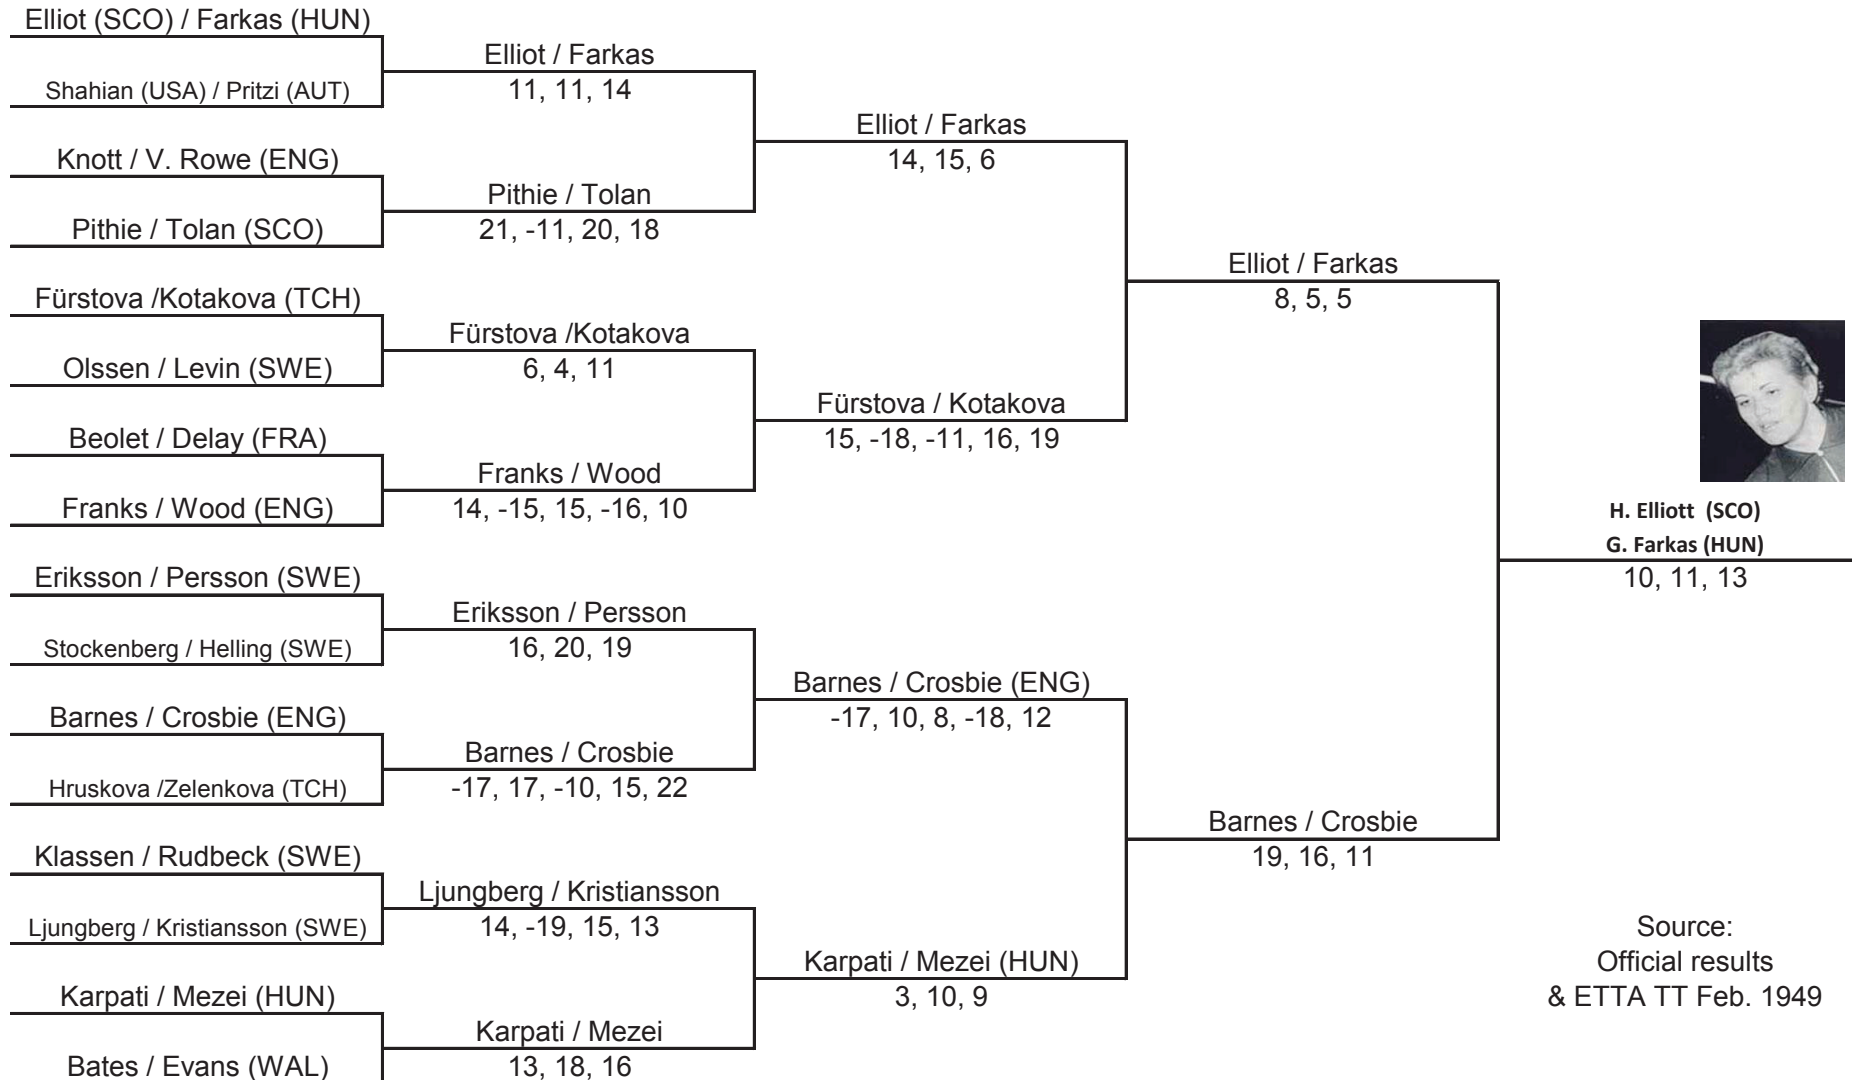 Elliot (SCO) / Farkas (HUN)
Shahian (USA) / Pritzi (AUT)
Knott / V. Rowe (ENG)
Pithie / Tolan (SCO)
Fürstova /Kotakova (TCH)
Olssen / Levin (SWE)
Beolet / Delay (FRA)
Franks / Wood (ENG)
Eriksson / Persson (SWE)
Stockenberg / Helling (SWE)
Barnes / Crosbie (ENG)
Hruskova /Zelenkova (TCH)
Klassen / Rudbeck (SWE)
Ljungberg / Kristiansson (SWE)
Karpati / Mezei (HUN)
Bates / Evans (WAL)
Elliot / Farkas
11, 11, 14
Pithie / Tolan
21, -11, 20, 18
Fürstova /Kotakova
6, 4, 11
Franks / Wood
14, -15, 15, -16, 10
Eriksson / Persson
16, 20, 19
Barnes / Crosbie
-17, 17, -10, 15, 22
Ljungberg / Kristiansson
14, -19, 15, 13
Karpati / Mezei
13, 18, 16
Elliot / Farkas
14, 15, 6
Fürstova / Kotakova
15, -18, -11, 16, 19
Barnes / Crosbie (ENG)
-17, 10, 8, -18, 12
Karpati / Mezei (HUN)
3, 10, 9
Elliot / Farkas
8, 5, 5
Barnes / Crosbie
19, 16, 11
H. Elliott (SCO)
G. Farkas (HUN)
10, 11, 13
Source:
Official results
& ETTA TT Feb. 1949